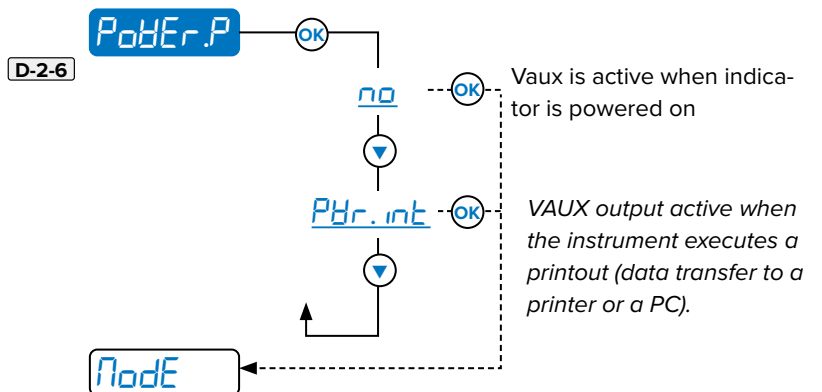 PoWEr.P
OK
D-2-6
no
OK
Vaux is active when indica-
tor is powered on
PWr.int
OK
VAUX output active when
the instrument executes a
printout (data transfer to a
printer or a PC).
ModE